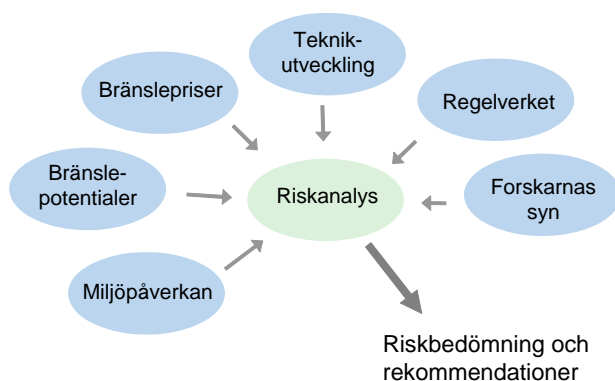 Teknik-
utveckling
Bränslepriser
Regelverket
Bränsle-
potentialer
Riskanalys
Forskarnas
syn
Miljöpåverkan
Riskbedömning och
rekommendationer